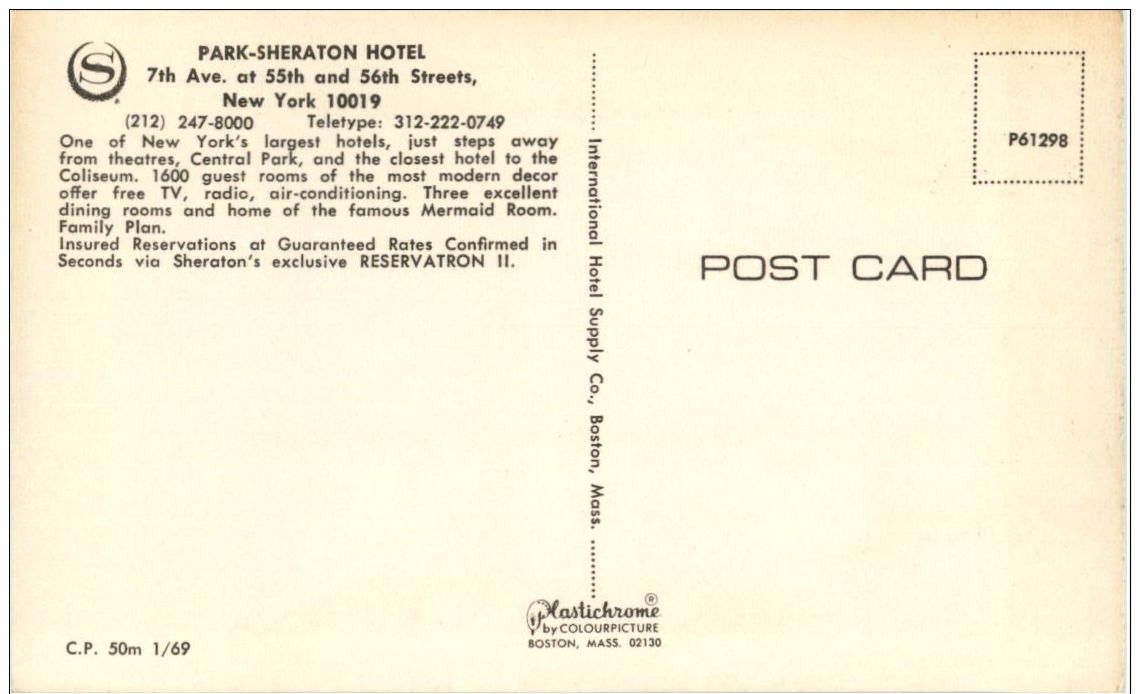 S
PARK-SHERATON HOTEL
7th Ave. at 55th and 56th Streets,
New York 10019
(212) 247-8000 Teletype: 312-222-0749
One of New York's largest hotels, just steps away
from theatres, Central Park, and the closest hotel to the
Coliseum. 1600 guest rooms of the most modern decor
offer free TV, radio, air-conditioning. Three excellent
dining rooms and home of the famous Mermaid Room.
Family Plan.
Insured Reservations at Guaranteed Rates Confirmed in
Seconds via Sheraton's exclusive RESERVATRON II.
C.P. 50m 1/69
International Hotel Supply Co., Boston, Mass.
Plastichrome®
by COLOURPICTURE
BOSTON, MASS. 02130
P61298
POST CARD